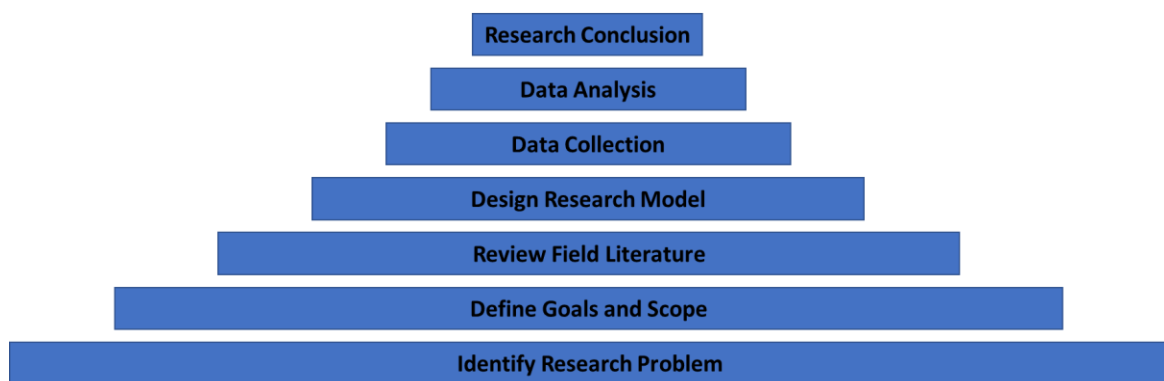 Research Conclusion
Data Analysis
Data Collection
Design Research Model
Review Field Literature
Define Goals and Scope
Identify Research Problem